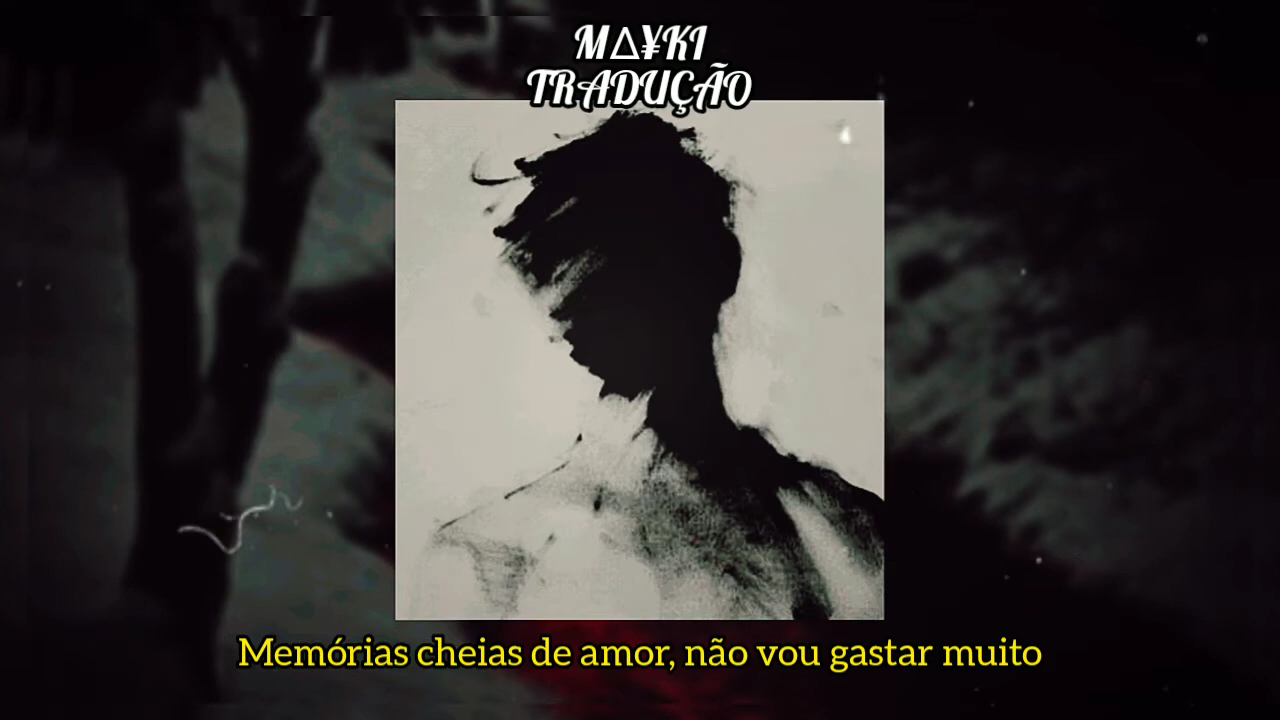 M∆¥KI
TRADUÇÃO
Memórias cheias de amor, não vou gastar muito